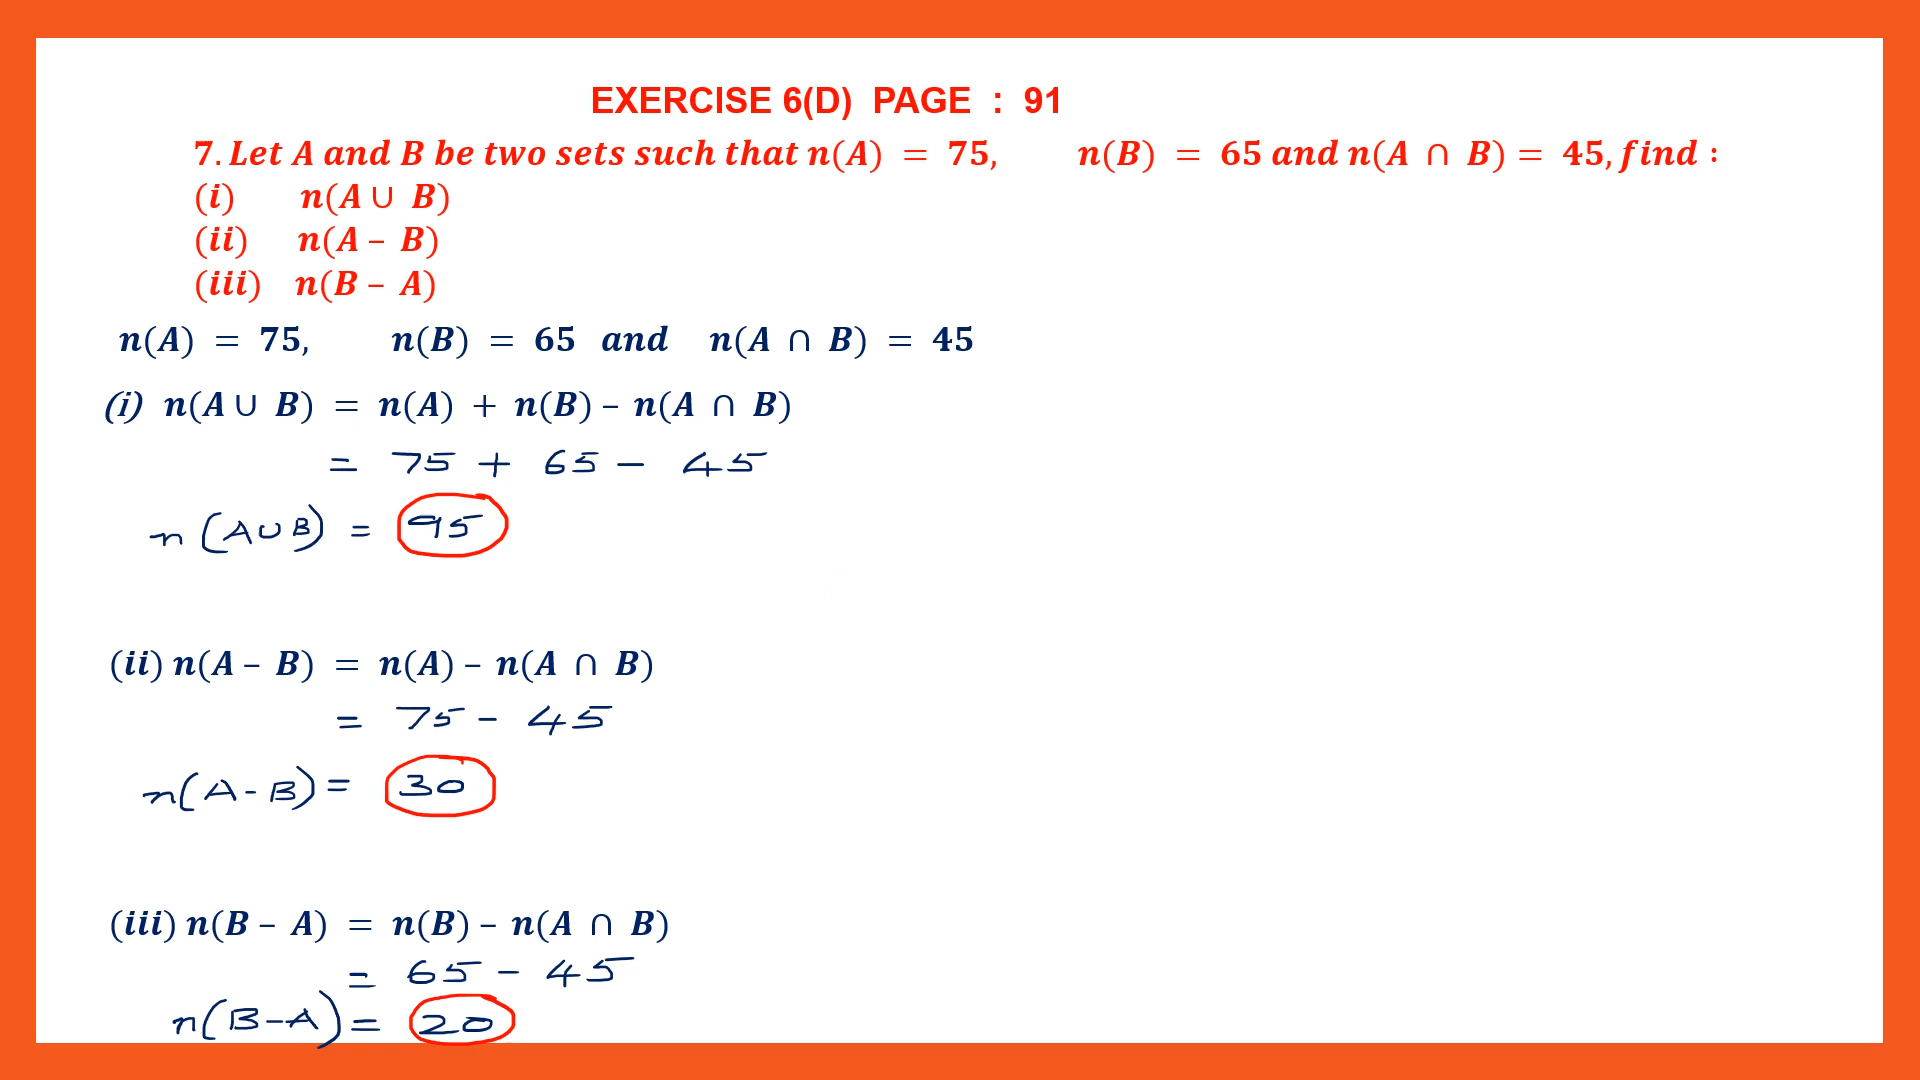 EXERCISE 6(D) PAGE : 91
7. Let A and B be two sets such that n(A) = 75, n(B) = 65 and n(A ∩ B) = 45, find :
(i) n(A ∪ B)
(ii) n(A – B)
(iii) n(B – A)
n(A) = 75, n(B) = 65 and n(A ∩ B) = 45
(i) n(A ∪ B) = n(A) + n(B) – n(A ∩ B)
= 75 + 65 – 45
n(A∪B) = 95
(ii) n(A – B) = n(A) – n(A ∩ B)
= 75 – 45
n(A-B) = 30
(iii) n(B – A) = n(B) – n(A ∩ B)
= 65 – 45
n(B-A) = 20